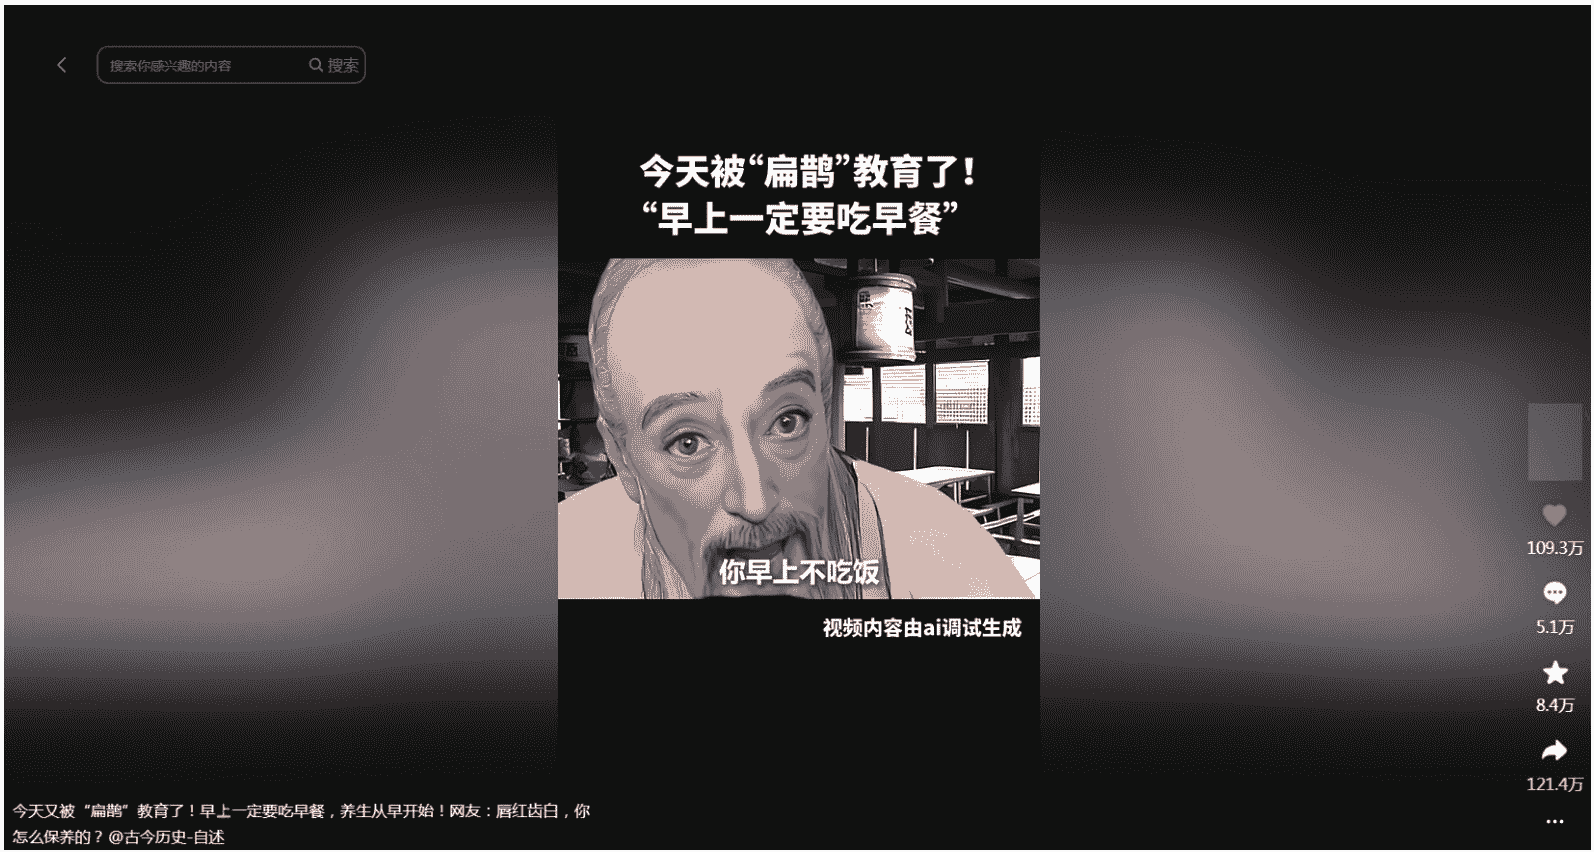 搜索你感兴趣的内容 搜索
今天被“扁鹊”教育了！
“早上一定要吃早餐”
你早上不吃饭
视频内容由ai调试生成
109.3万
5.1万
8.4万
121.4万
今天又被“扁鹊”教育了！早上一定要吃早餐，养生从早开始！网友：唇红齿白，你
怎么保养的？@古今历史-自述